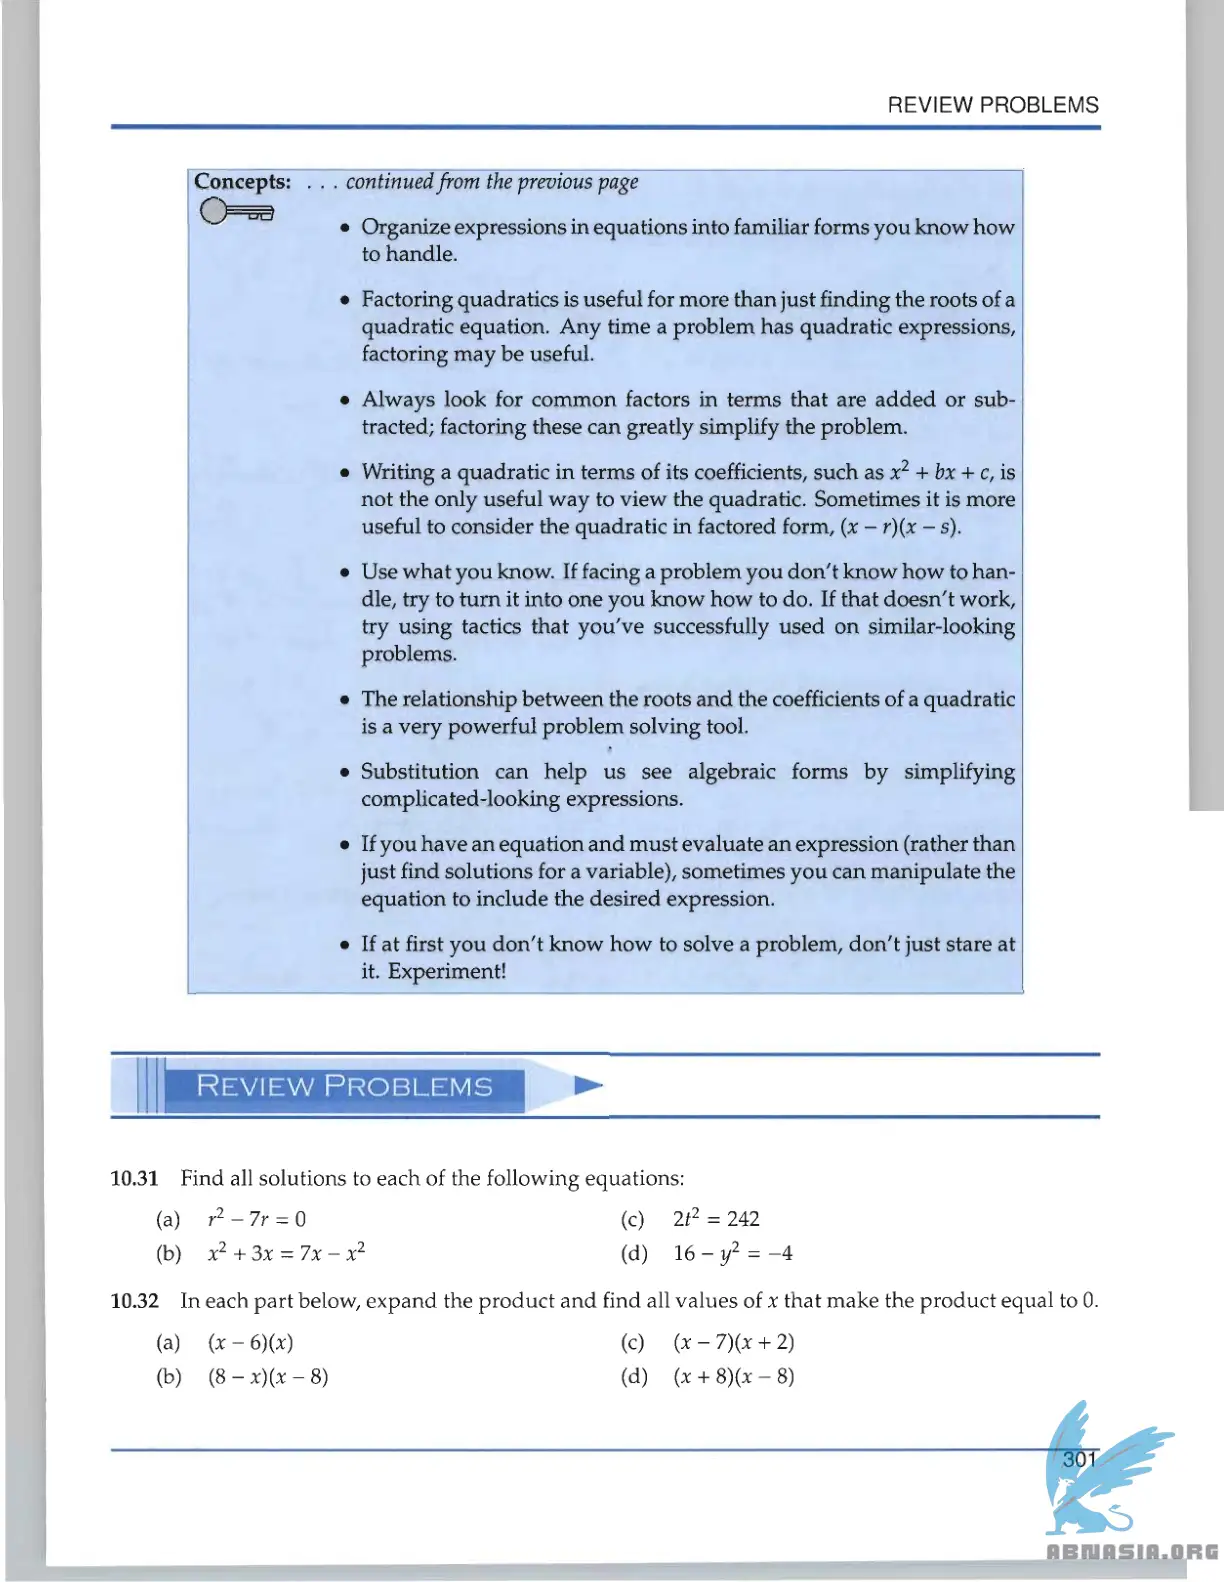 REVIEW PROBLEMS
Concepts: . . . continued from the previous page
• Organize expressions in equations into familiar forms you know how
to handle.
• Factoring quadratics is useful for more than just finding the roots of a
quadratic equation. Any time a problem has quadratic expressions,
factoring may be useful.
• Always look for common factors in terms that are added or sub-
tracted; factoring these can greatly simplify the problem.
• Writing a quadratic in terms of its coefficients, such as x² + bx + c, is
not the only useful way to view the quadratic. Sometimes it is more
useful to consider the quadratic in factored form, (x − r)(x − s).
• Use what you know. If facing a problem you don't know how to han-
dle, try to turn it into one you know how to do. If that doesn't work,
try using tactics that you've successfully used on similar-looking
problems.
• The relationship between the roots and the coefficients of a quadratic
is a very powerful problem solving tool.
• Substitution can help us see algebraic forms by simplifying
complicated-looking expressions.
• If you have an equation and must evaluate an expression (rather than
just find solutions for a variable), sometimes you can manipulate the
equation to include the desired expression.
• If at first you don't know how to solve a problem, don't just stare at
it. Experiment!
REVIEW PROBLEMS
10.31 Find all solutions to each of the following equations:
(a) r² − 7r = 0
(b) x² + 3x = 7x − x²
(c) 2t² = 242
(d) 16 − y² = −4
10.32 In each part below, expand the product and find all values of x that make the product equal to 0.
(a) (x − 6)(x)
(b) (8 − x)(x − 8)
(c) (x − 7)(x + 2)
(d) (x + 8)(x − 8)
301
ABNASIA.ORG